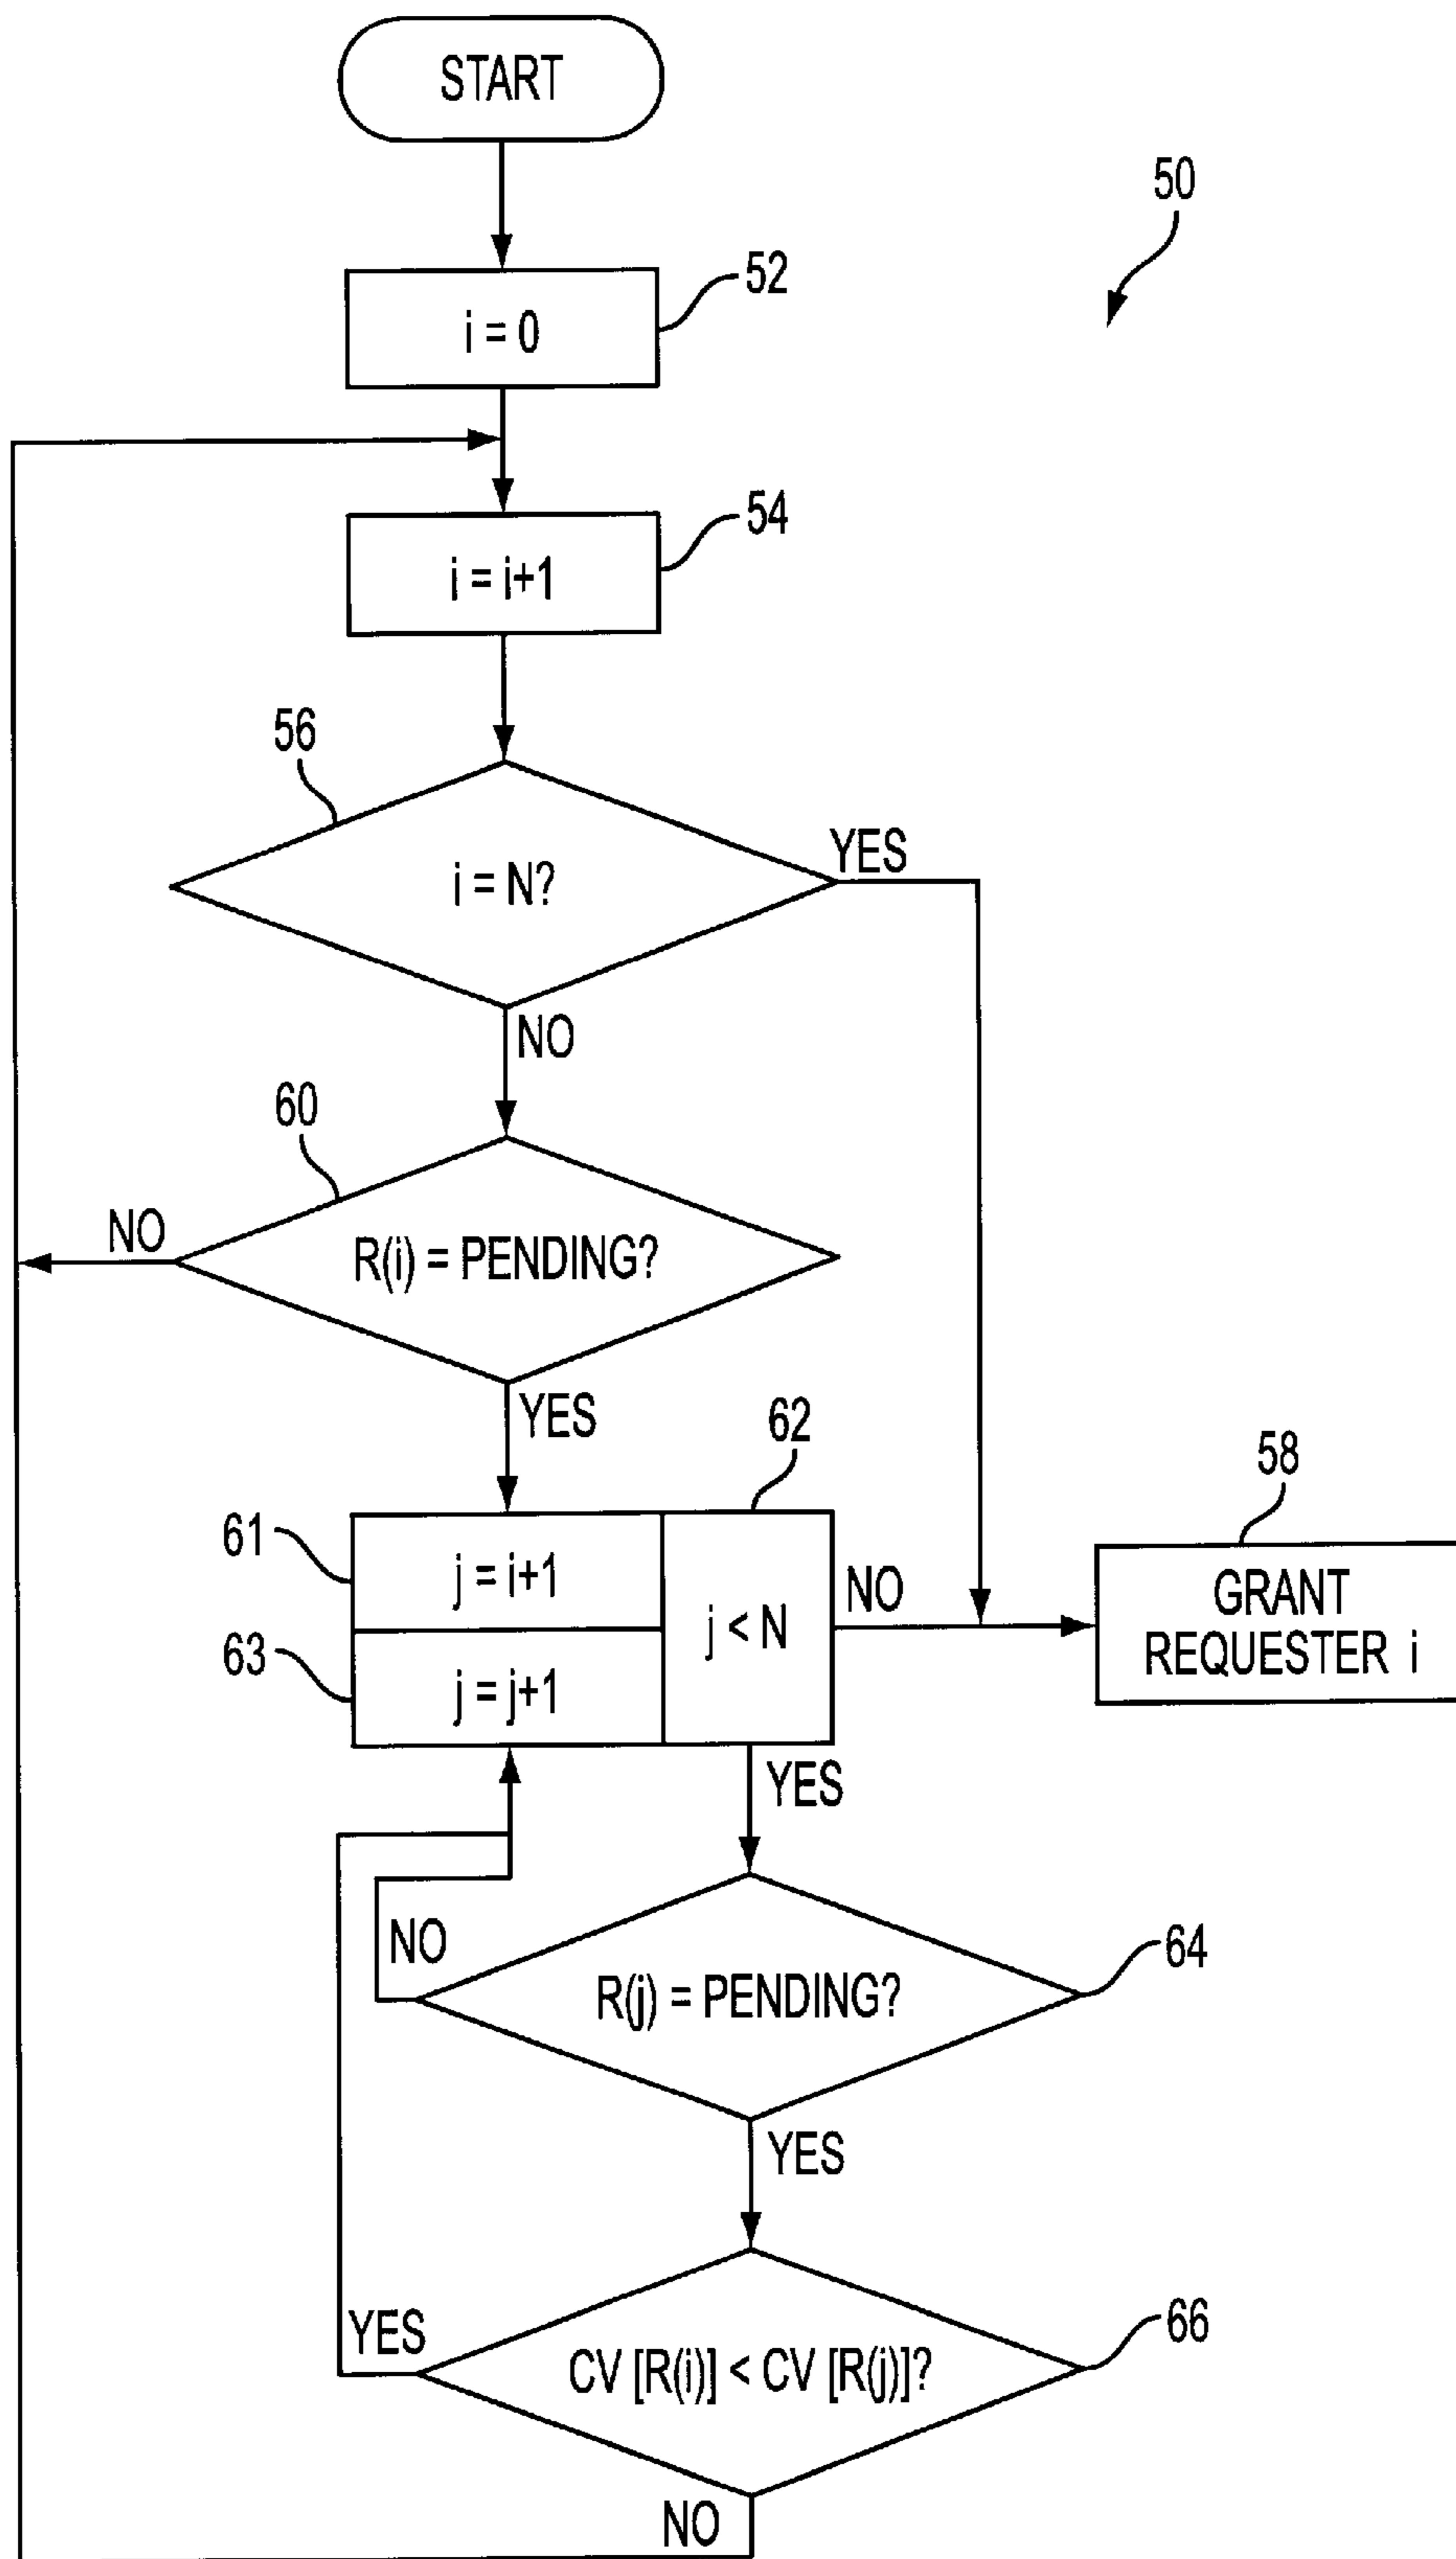 START
50
52
i = 0
54
i = i+1
56
i = N?
YES
NO
60
NO
R(i) = PENDING?
YES
62
58
61
j = i+1
j < N
NO
GRANT
REQUESTER i
63
j = j+1
YES
NO
64
R(j) = PENDING?
YES
66
YES
CV [R(i)] < CV [R(j)]?
NO